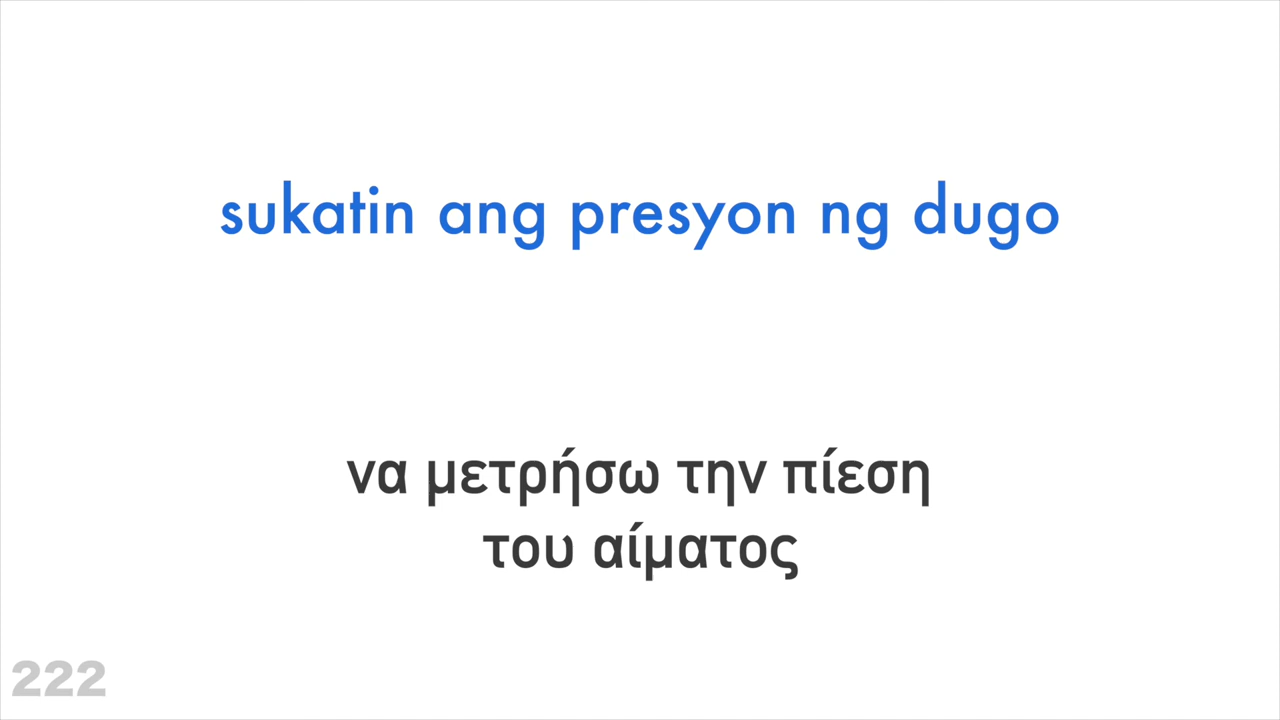 sukatin ang presyon ng dugo
να μετρήσω την πίεση
του αίματος
222